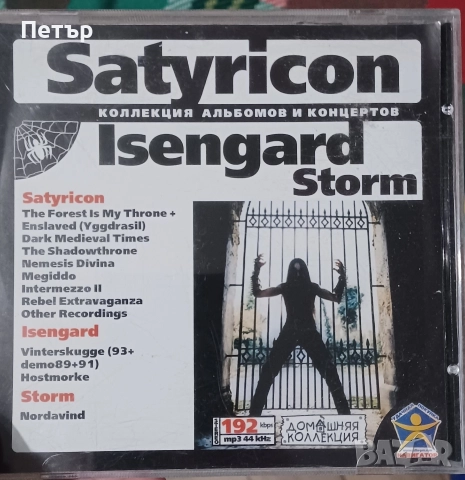 Петър
Satyricon
КОЛЛЕКЦИЯ АЛЬБОМОВ И КОНЦЕРТОВ
Isengard
Storm
Satyricon
The Forest Is My Throne +
Enslaved (Yggdrasil)
Dark Medieval Times
The Shadowthrone
Nemesis Divina
Megiddo
Intermezzo II
Rebel Extravaganza
Other Recordings
Isengard
Vinterskugge (93+
demo89+91)
Hostmorke
Storm
Nordavind
192 kbps
mp3 44 kHz
ДОМАШНЯЯ
КОЛЛЕКЦИЯ